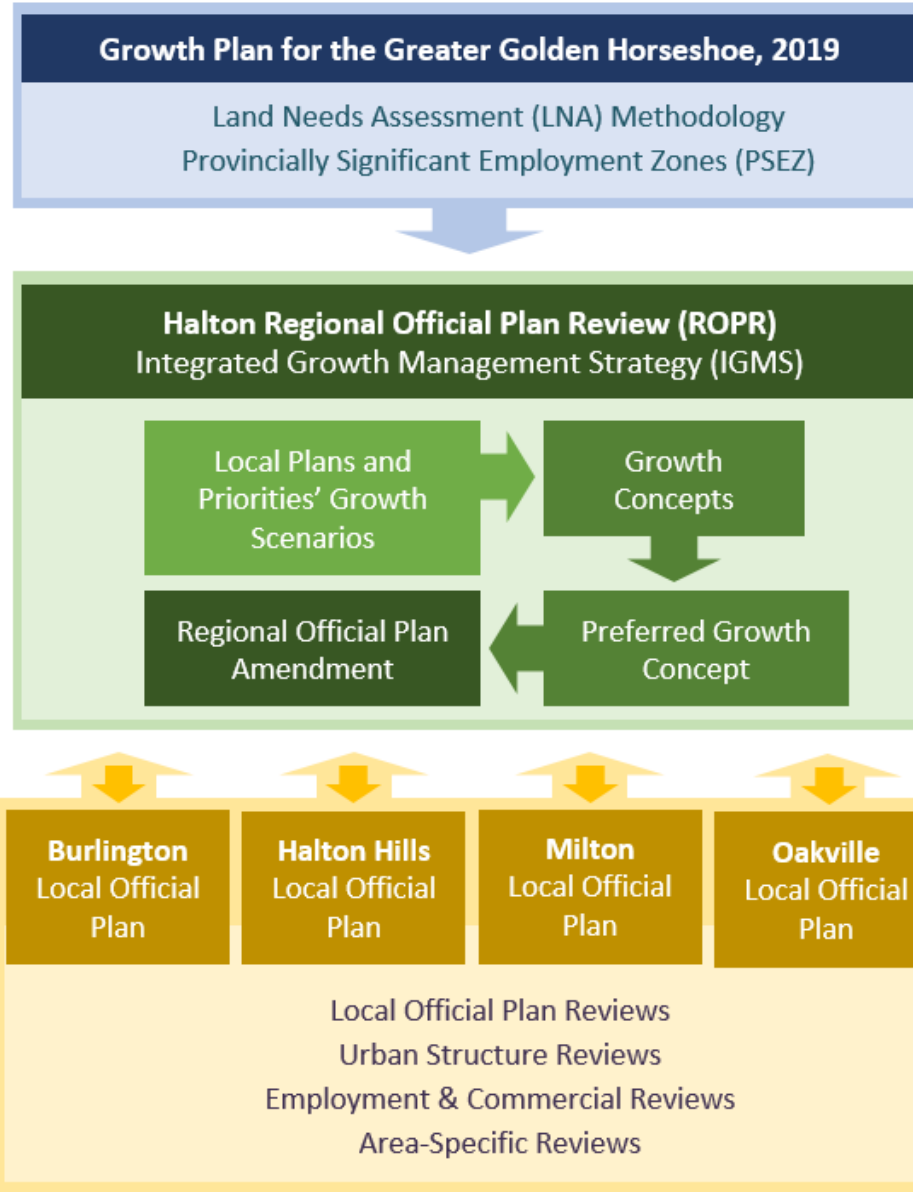 Growth Plan for the Greater Golden Horseshoe, 2019
Land Needs Assessment (LNA) Methodology
Provincially Significant Employment Zones (PSEZ)
Halton Regional Official Plan Review (ROPR)
Integrated Growth Management Strategy (IGMS)
Local Plans and
Priorities’ Growth
Scenarios
Growth
Concepts
Preferred Growth
Concept
Regional Official Plan
Amendment
Burlington
Local Official
Plan
Halton Hills
Local Official
Plan
Milton
Local Official
Plan
Oakville
Local Official
Plan
Local Official Plan Reviews
Urban Structure Reviews
Employment & Commercial Reviews
Area-Specific Reviews